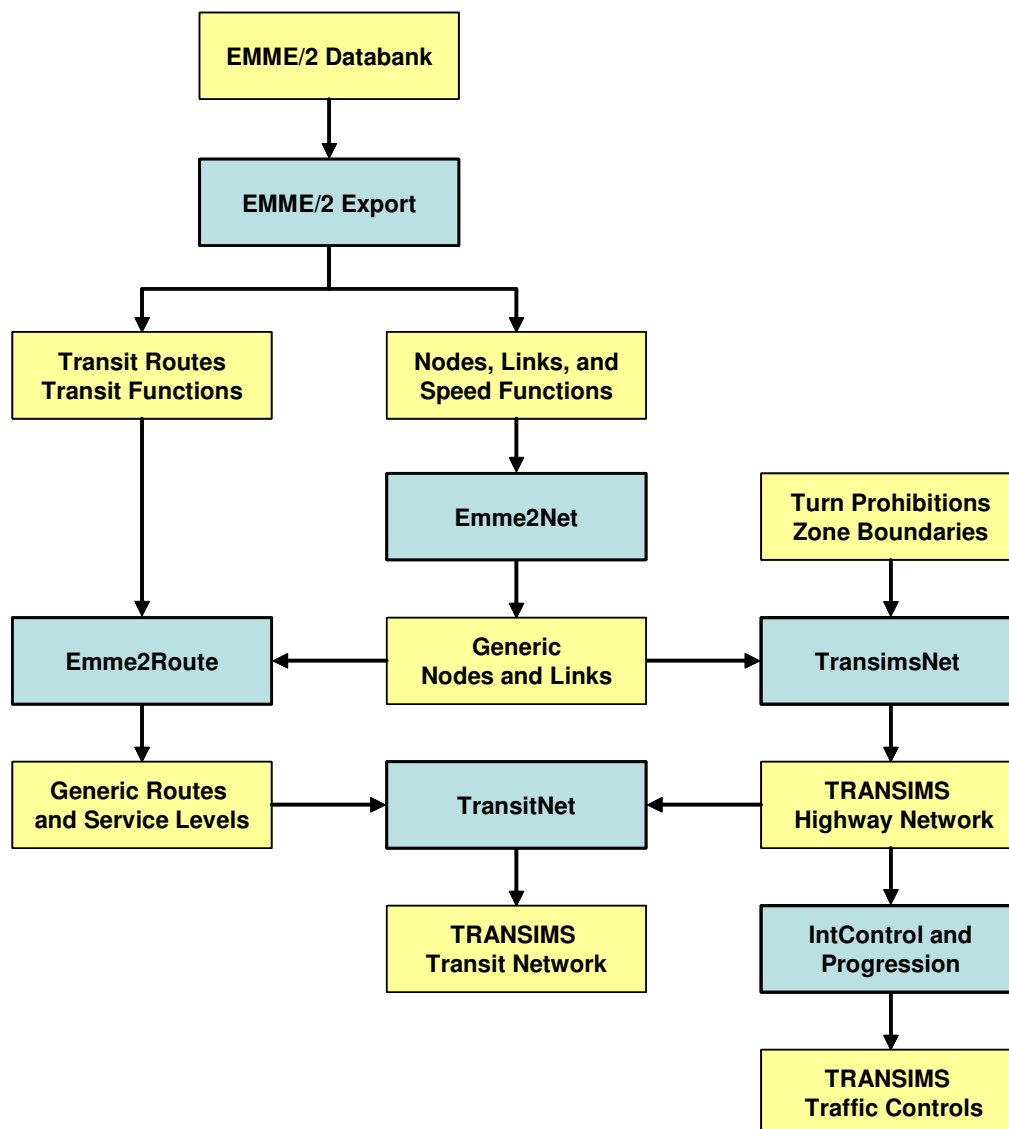 EMME/2 Databank
EMME/2 Export
Transit Routes
Transit Functions
Nodes, Links, and
Speed Functions
Emme2Net
Turn Prohibitions
Zone Boundaries
Emme2Route
Generic
Nodes and Links
TransimsNet
Generic Routes
and Service Levels
TransitNet
TRANSIMS
Highway Network
TRANSIMS
Transit Network
IntControl and
Progression
TRANSIMS
Traffic Controls